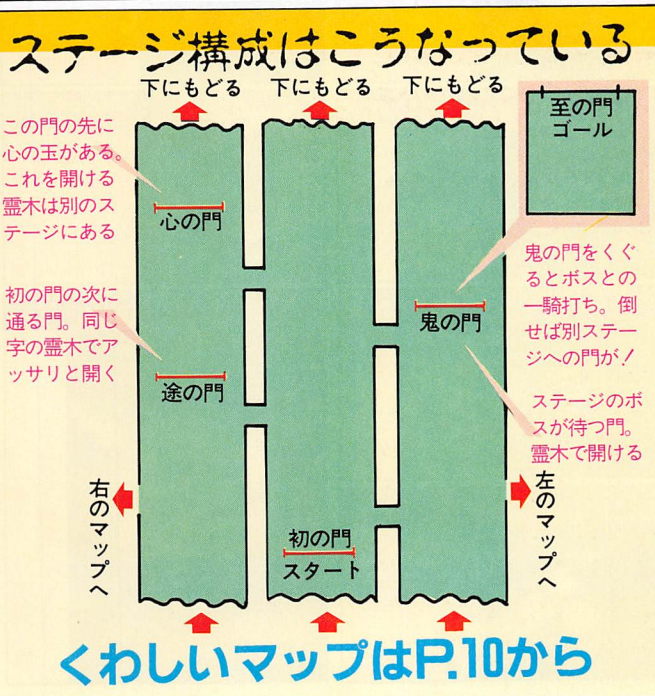 ステージ構成はこうなっている
下にもどる
下にもどる
下にもどる
この門の先に
心の玉がある。
これを開ける
霊木は別のス
テージにある
心の門
至の門
ゴール
鬼の門をくぐ
るとボスとの
一騎打ち。倒
せば別ステー
ジへの門が!
初の門の次に
通る門。同じ
字の霊木でア
ッサリと開く
途の門
鬼の門
ステージのボ
スが待つ門。
霊木で開ける
右のマップへ
初の門
スタート
左のマップへ
くわしいマップはP.10から